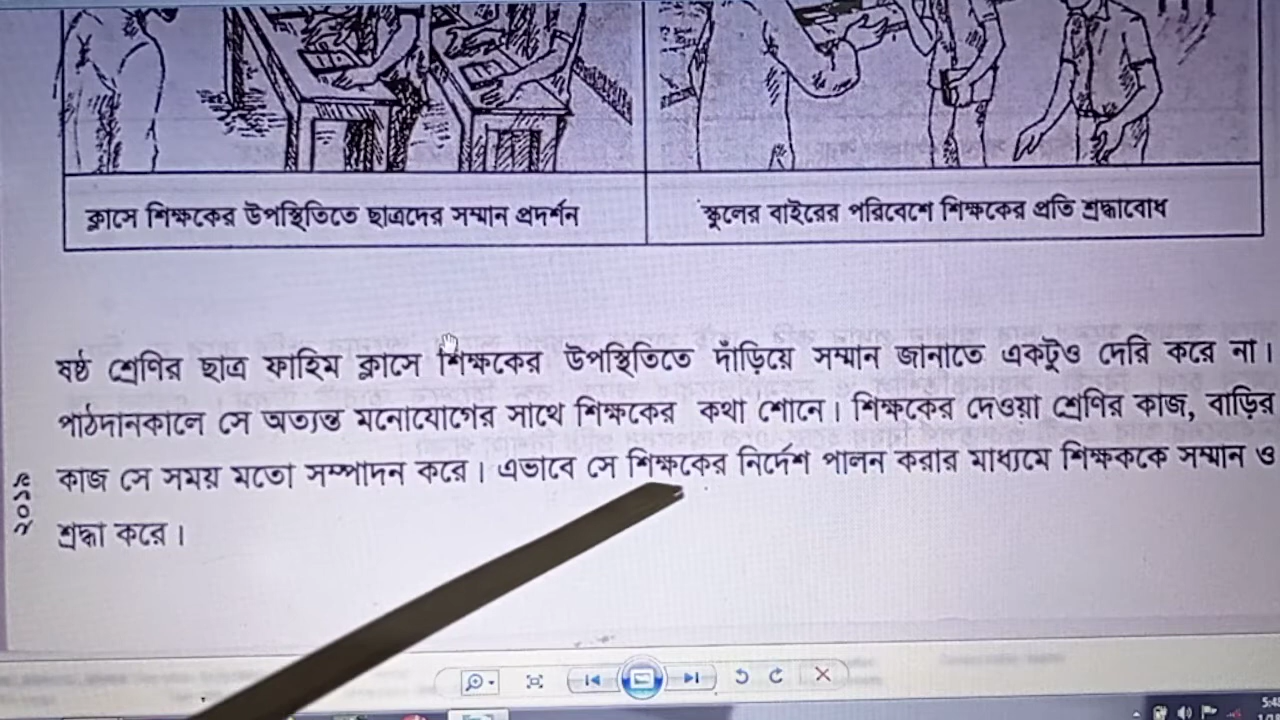 ক্লাসে শিক্ষকের উপস্থিতিতে ছাত্রদের সম্মান প্রদর্শন
স্কুলের বাইরের পরিবেশে শিক্ষকের প্রতি শ্রদ্ধাবোধ
ষষ্ঠ শ্রেণির ছাত্র ফাহিম ক্লাসে শিক্ষকের উপস্থিতিতে দাঁড়িয়ে সম্মান জানাতে একটুও দেরি করে না।
পাঠদানকালে সে অত্যন্ত মনোযোগের সাথে শিক্ষকের কথা শোনে। শিক্ষকের দেওয়া শ্রেণির কাজ, বাড়ির
কাজ সে সময় মতো সম্পাদন করে। এভাবে সে শিক্ষকের নির্দেশ পালন করার মাধ্যমে শিক্ষককে সম্মান ও
শ্রদ্ধা করে।